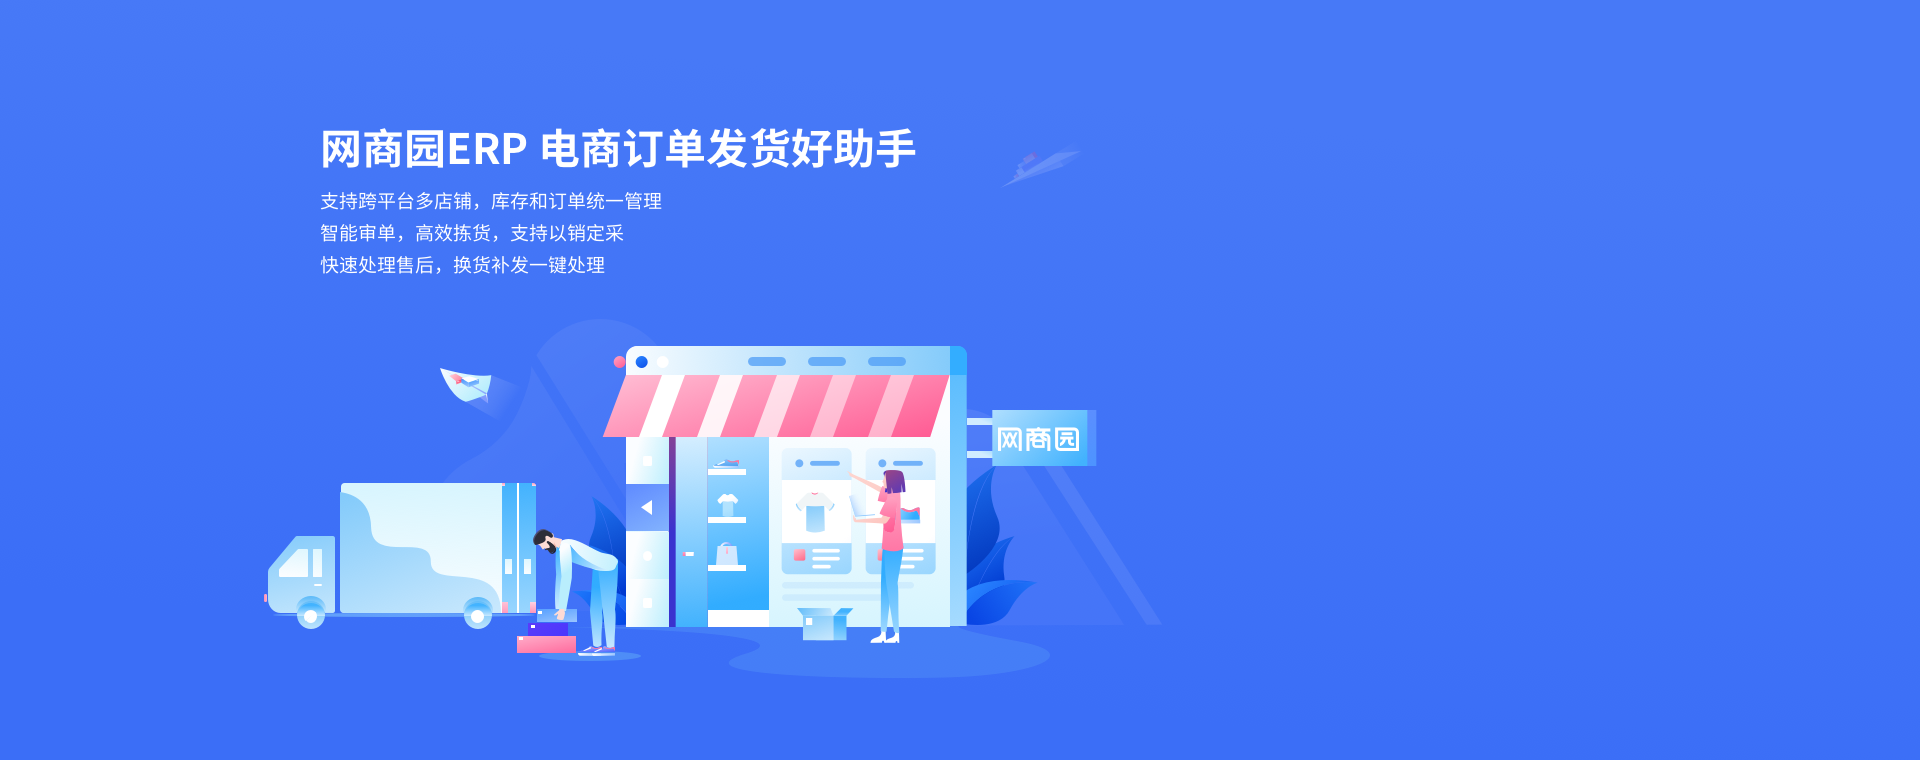 网商园ERP 电商订单发货好助手
支持跨平台多店铺，库存和订单统一管理
智能审单，高效拣货，支持以销定采
快速处理售后，换货补发一键处理
网商园